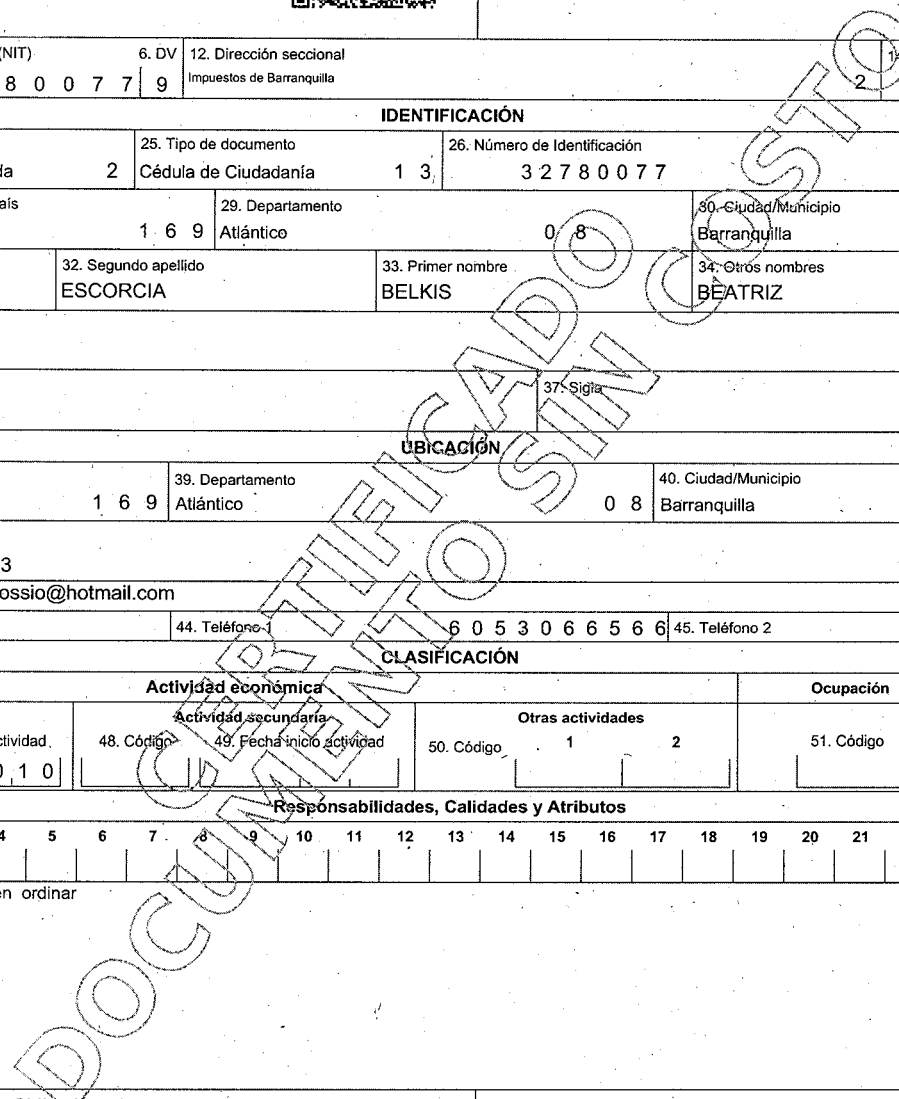 (NIT) 6. DV 12. Dirección seccional
8 0 0 7 7 9 Impuestos de Barranquilla 2
IDENTIFICACIÓN
25. Tipo de documento 26. Número de Identificación
2 Cédula de Ciudadanía 1 3 3 2 7 8 0 0 7 7
aís 29. Departamento 30. Ciudad/Municipio
1 6 9 Atlántico 0 8 Barranquilla
32. Segundo apellido 33. Primer nombre 34. Otros nombres
ESCORCIA BELKIS BEATRIZ
37. Sigla
UBICACIÓN
39. Departamento 40. Ciudad/Municipio
1 6 9 Atlántico 0 8 Barranquilla
3
ossio@hotmail.com
44. Teléfono 1 6 0 5 3 0 6 6 5 6 6 45. Teléfono 2
CLASIFICACIÓN
Actividad económica Ocupación
Actividad secundaria Otras actividades
ctividad 48. Código 49. Fecha inicio actividad 50. Código 1 2 51. Código
0 1 0
Responsabilidades, Calidades y Atributos
4 5 6 7 8 9 10 11 12 13 14 15 16 17 18 19 20 21
en ordinar
CERTIFICADO
DOCUMENTO SIN COSTO